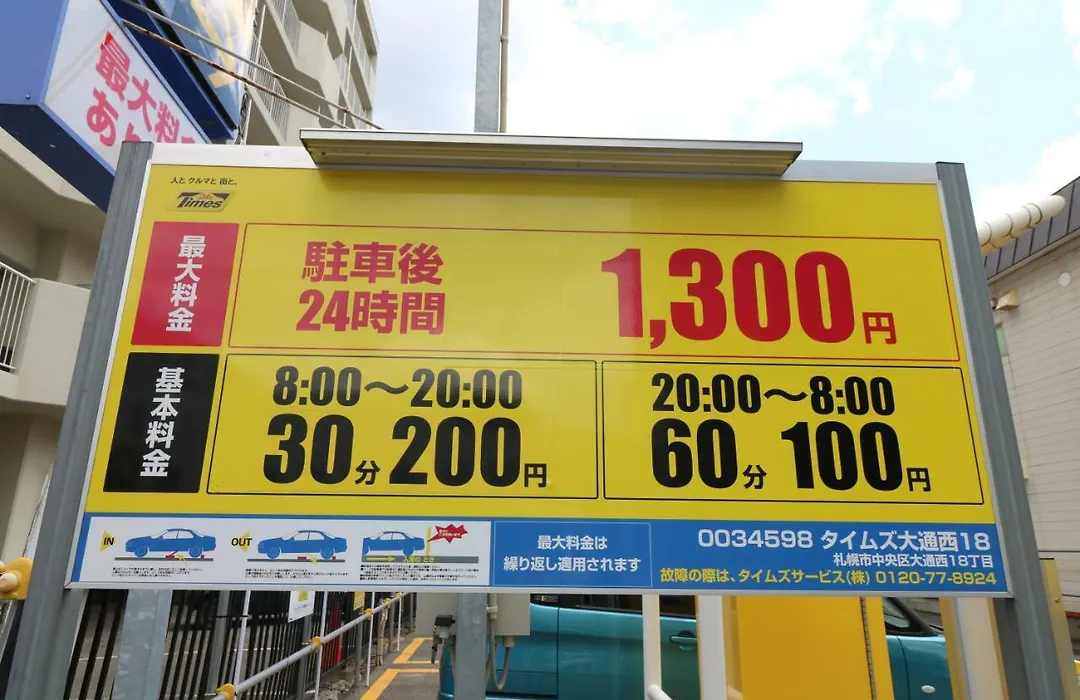 最大料金
あ
人と クルマと 街と、
Times
最大料金
駐車後
24時間
1,300円
基本料金
8:00〜20:00
30分 200円
20:00〜8:00
60分 100円
IN
OUT
最大料金は
繰り返し適用されます
0034598 タイムズ大通西18
札幌市中央区大通西18丁目
故障の際は、タイムズサービス(株) 0120-77-8924